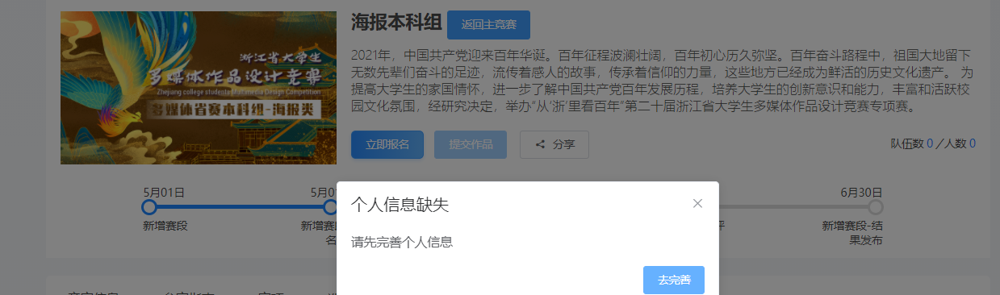 浙江省大学生
多媒体作品设计竞赛
Zhejiang college students Multimedia Design Competition
多媒体省赛本科组-海报类
海报本科组 返回主竞赛
2021年，中国共产党迎来百年华诞。百年征程波澜壮阔，百年初心历久弥坚。百年奋斗路程中，祖国大地留下
无数先辈们奋斗的足迹，流传着感人的故事，传承着信仰的力量，这些地方已经成为鲜活的历史文化遗产。 为
提高大学生的家国情怀，进一步了解中国共产党百年发展历程，培养大学生的创新意识和能力，丰富和活跃校
园文化氛围，经研究决定，举办“从‘浙’里看百年”第二十届浙江省大学生多媒体作品设计竞赛专项赛。
立即报名 提交作品 分享 队伍数 0 /人数 0
5月01日 5月0 6月30日
新增赛段 新增赛 评 新增赛段-结
名 果发布
个人信息缺失
请先完善个人信息
去完善